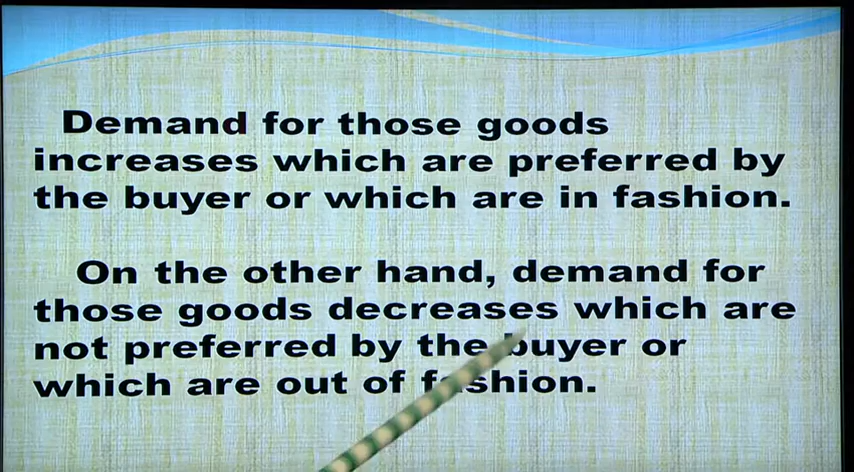 Demand for those goods
increases which are preferred by
the buyer or which are in fashion.
On the other hand, demand for
those goods decreases which are
not preferred by the buyer or
which are out of fashion.